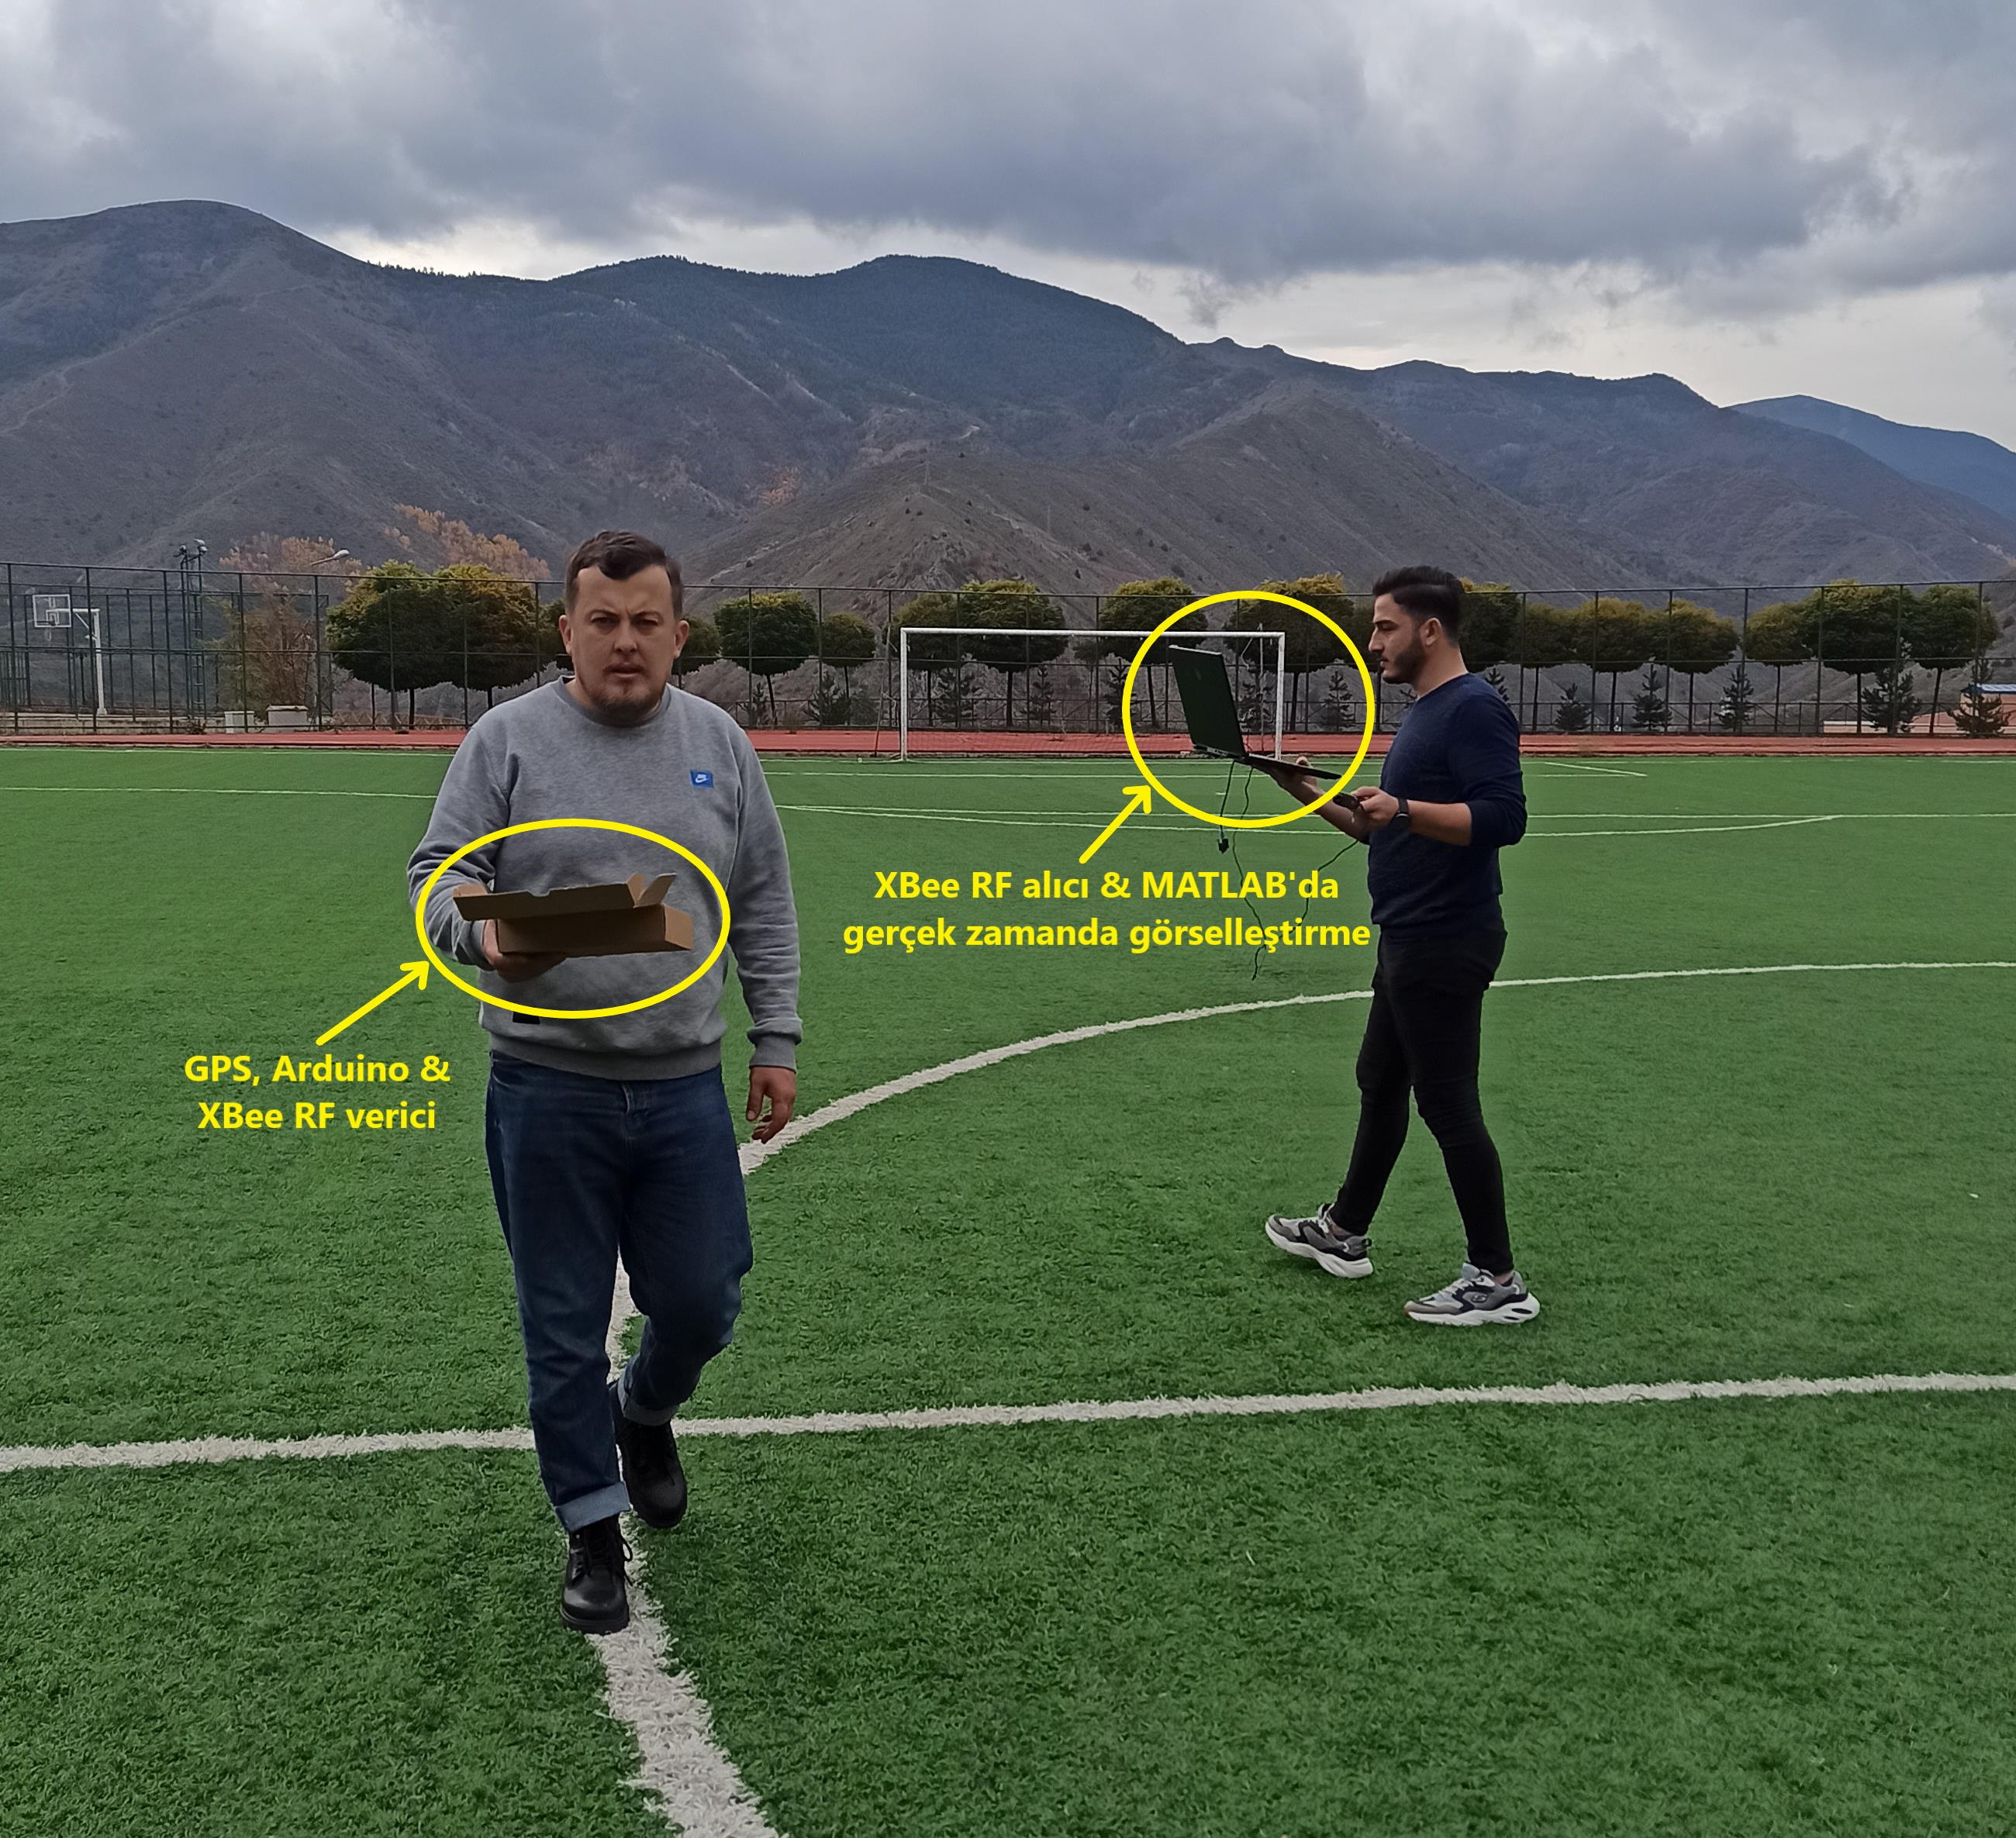 XBee RF alıcı & MATLAB'da
gerçek zamanda görselleştirme
GPS, Arduino &
XBee RF verici